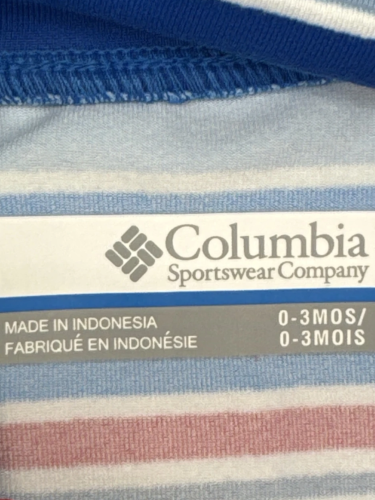 Columbia
Sportswear Company
MADE IN INDONESIA
FABRIQUÉ EN INDONÉSIE
0-3MOS/
0-3MOIS